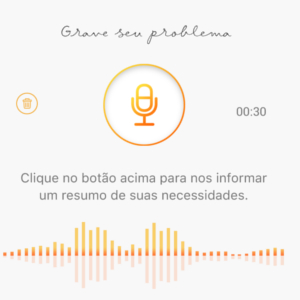 Grave seu problema
00:30
Clique no botão acima para nos informar
um resumo de suas necessidades.